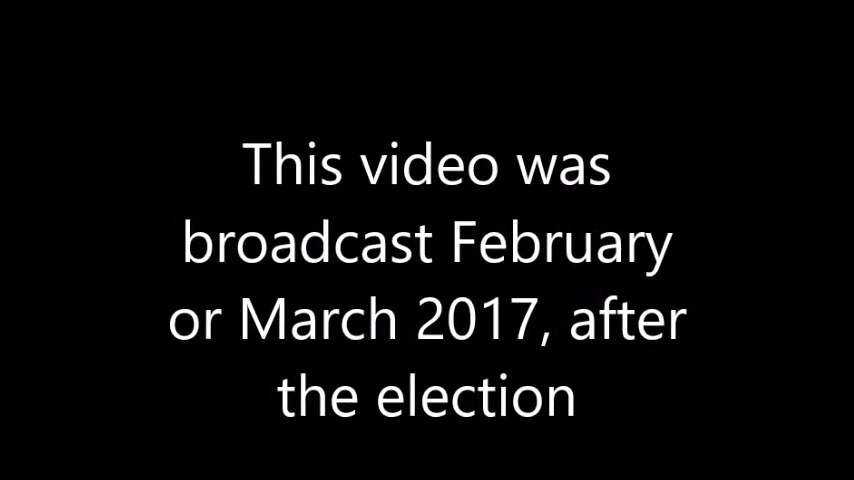 This video was
broadcast February
or March 2017, after
the election